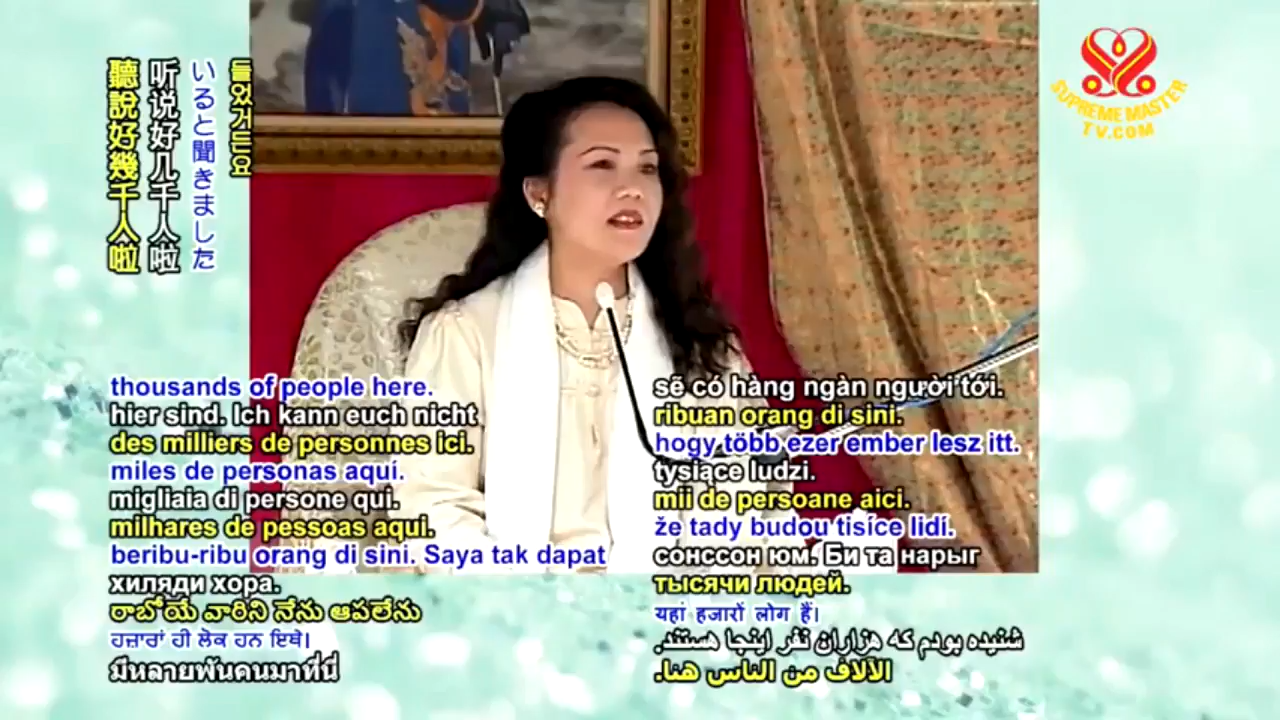 聽說好幾千人啦
听说好几千人啦
いると聞きました
들었거든요
SUPREME MASTER
TV.COM
thousands of people here.
hier sind. Ich kann euch nicht
des milliers de personnes ici.
miles de personas aquí.
migliaia di persone qui.
milhares de pessoas aqui.
beribu-ribu orang di sini. Saya tak dapat
хиляди хора.
రాబోయే వారిని నేను ఆపలేను
ਹਜ਼ਾਰਾਂ ਹੀ ਲੋਕ ਹਨ ਇਥੇ।
มีหลายพันคนมาที่นี่
sẽ có hàng ngàn người tới.
ribuan orang di sini.
hogy több ezer ember lesz itt.
tysiące ludzi.
mii de persoane aici.
že tady budou tisíce lidí.
сонссон юм. Би та нарыг
тысячи людей.
यहां हजारों लोग हैं।
شنیده بودم که هزاران نفر اینجا هستند.
الآلاف من الناس هنا.